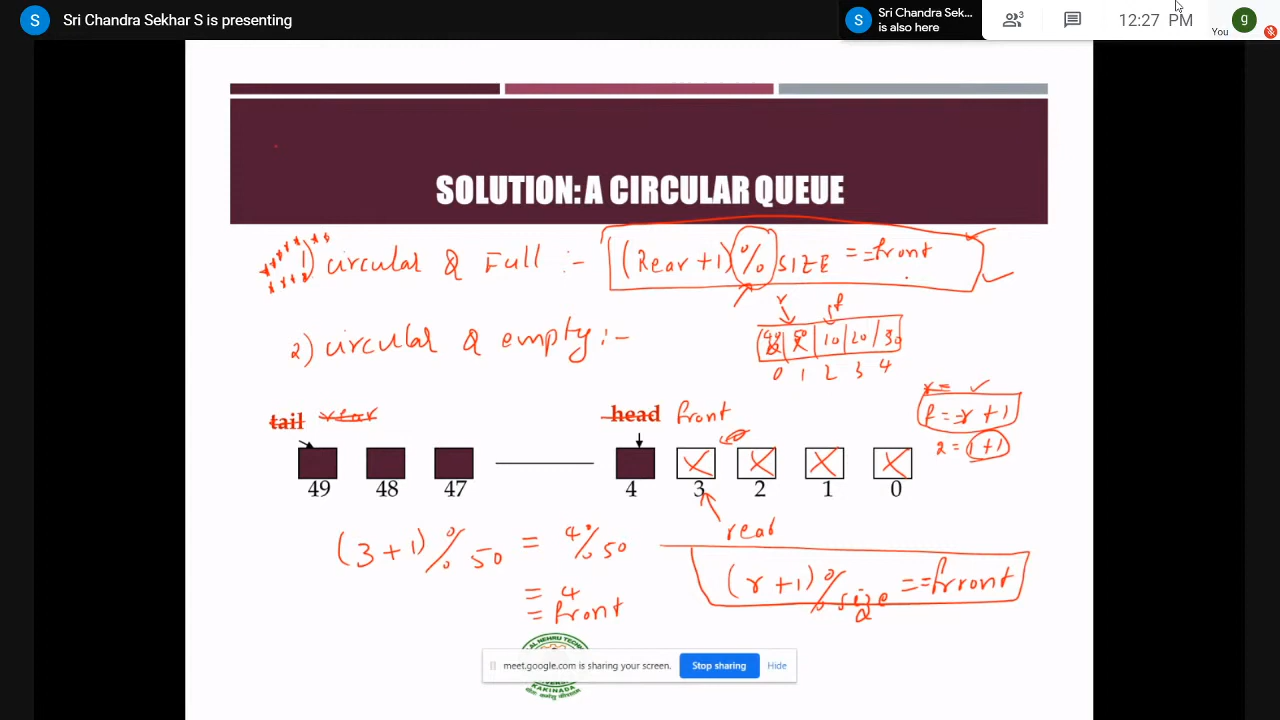 S Sri Chandra Sekhar S is presenting
S Sri Chandra Sek... is also here
3
12:27 PM
You
g
SOLUTION: A CIRCULAR QUEUE
1) circular Q Full :- (Rear + 1) % SIZE == front
r f
10 20 30
0 1 2 3 4
2) circular Q empty :-
f == r + 1
2 = 1 + 1
tail rear
head front
49 48 47 4 3 2 1 0
rear
(3 + 1) % 50 = 4 % 50
= 4
= front
(r + 1) % size == front
meet.google.com is sharing your screen. Stop sharing Hide
KAKINADA